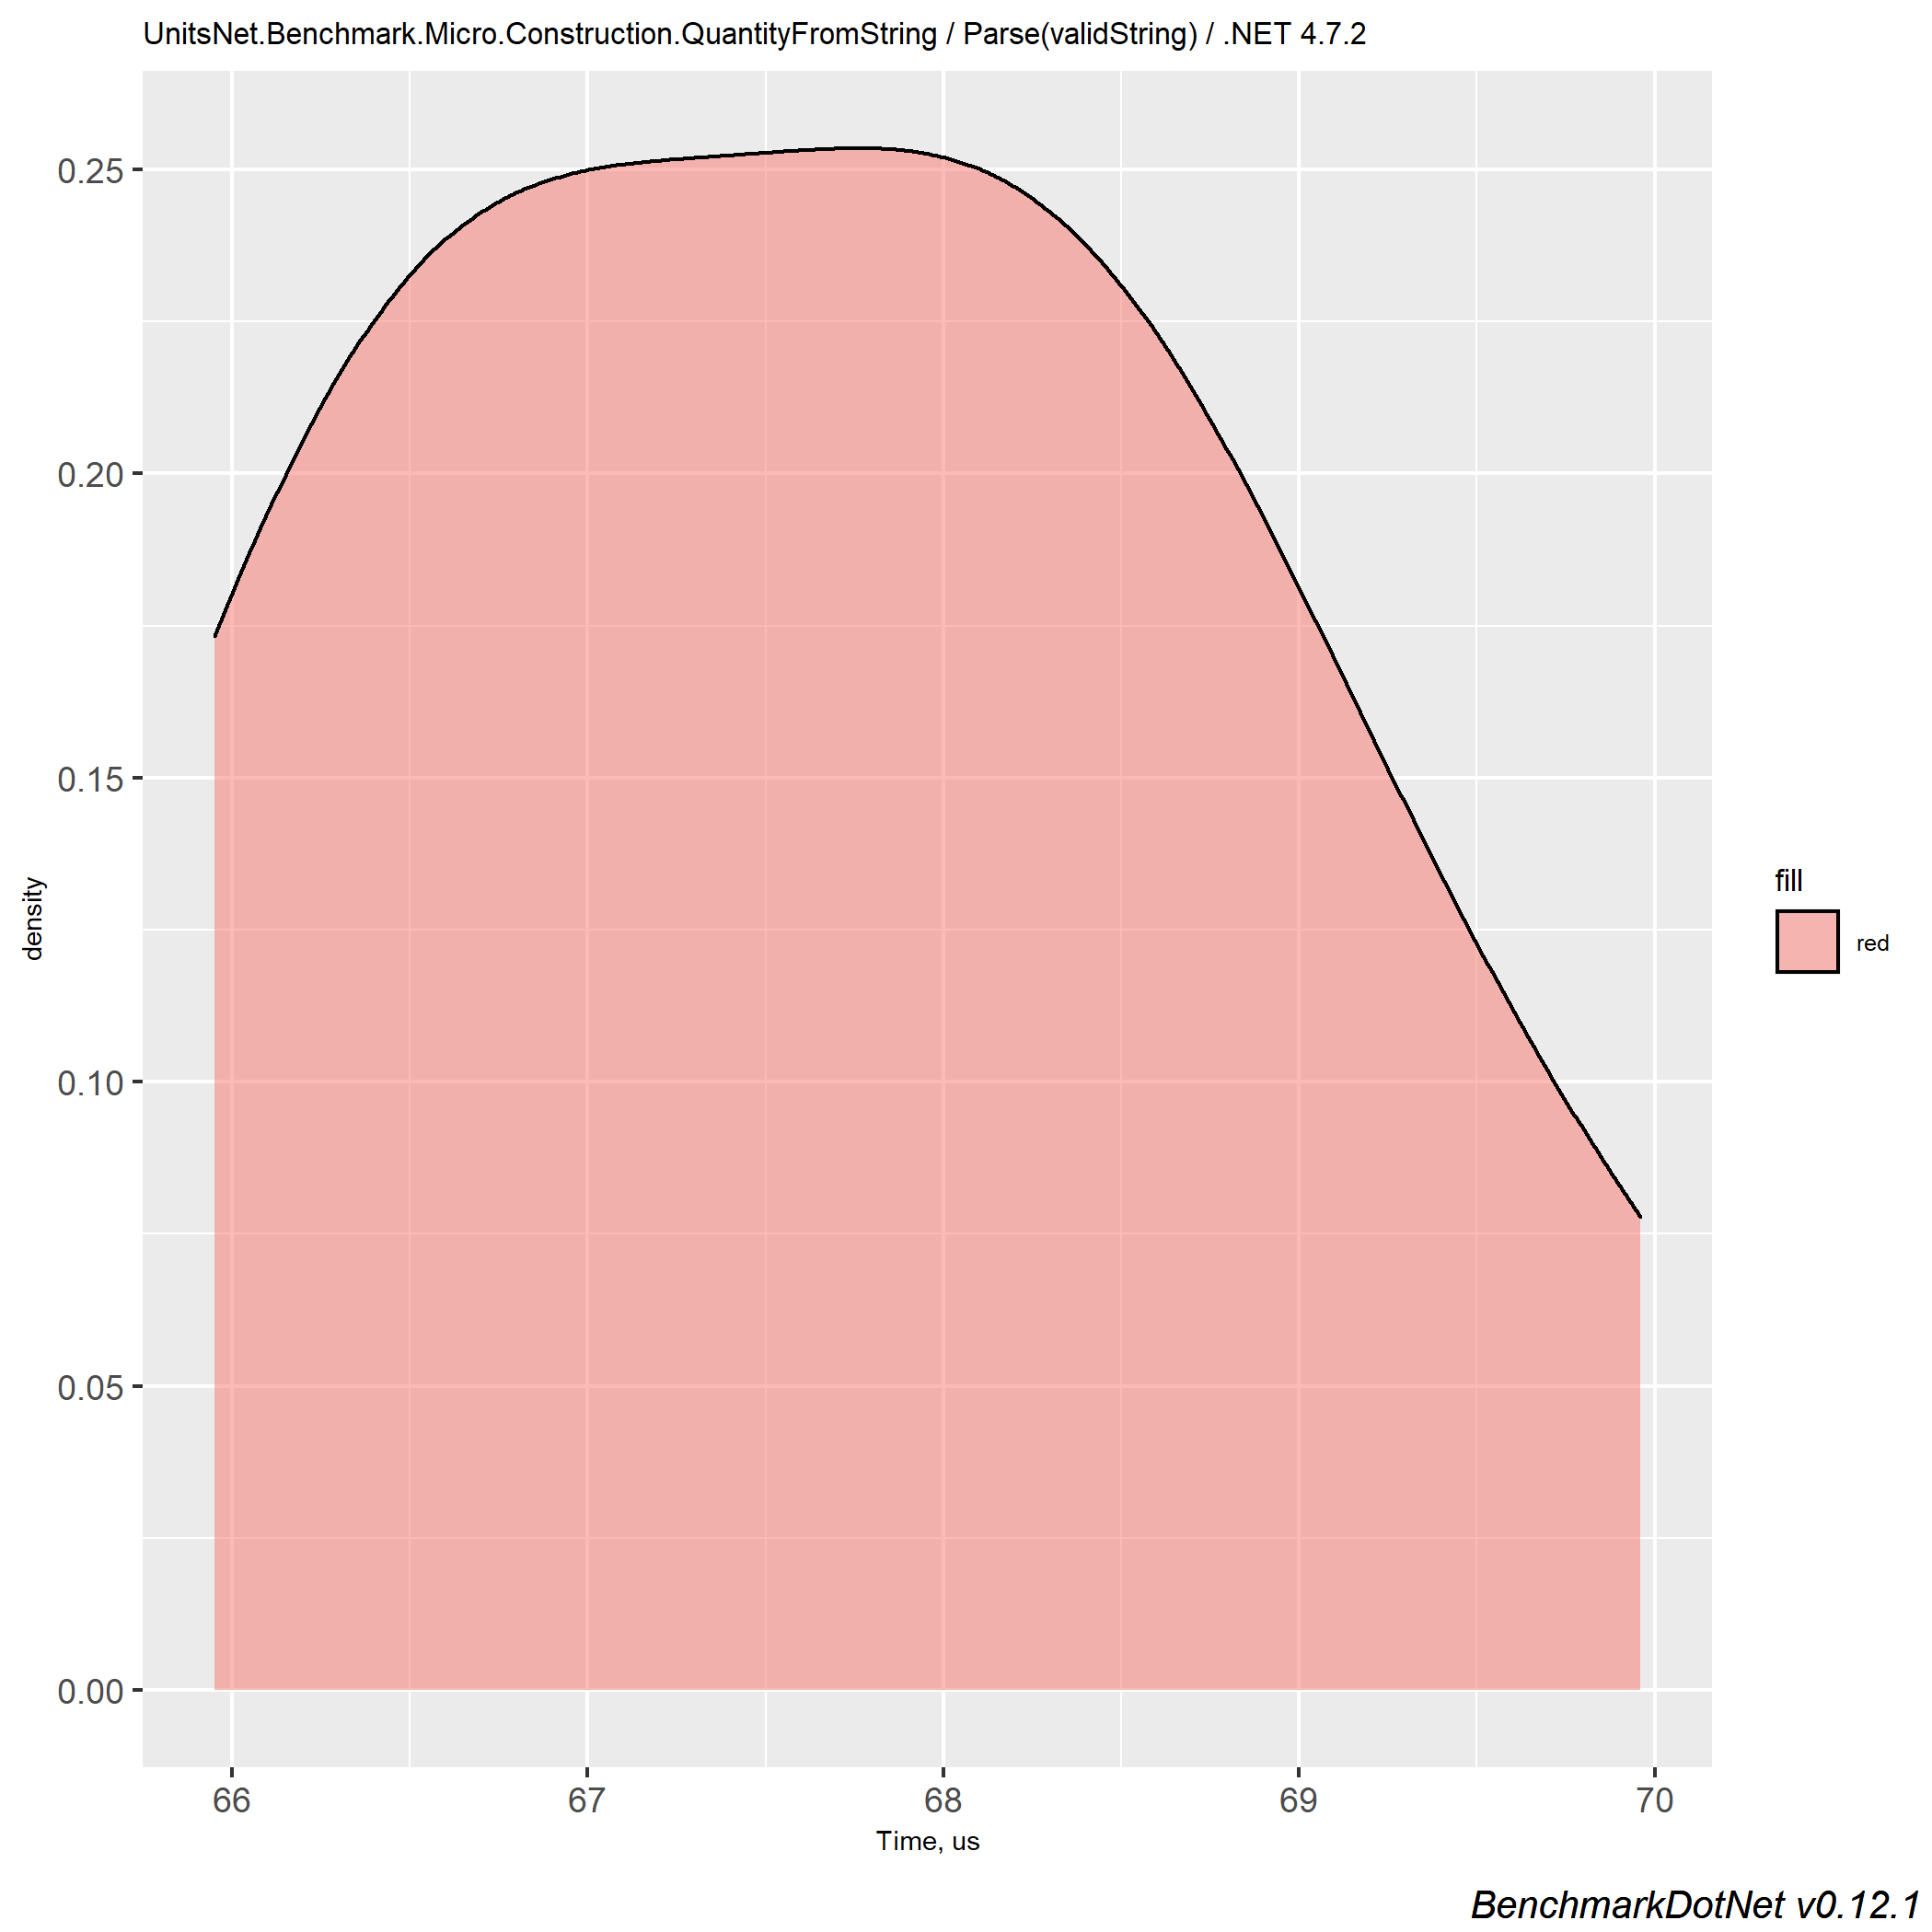 UnitsNet.Benchmark.Micro.Construction.QuantityFromString / Parse(validString) / .NET 4.7.2
0.25
0.20
0.15
0.10
0.05
0.00
density
66 67 68 69 70
Time, us
fill
red
BenchmarkDotNet v0.12.1